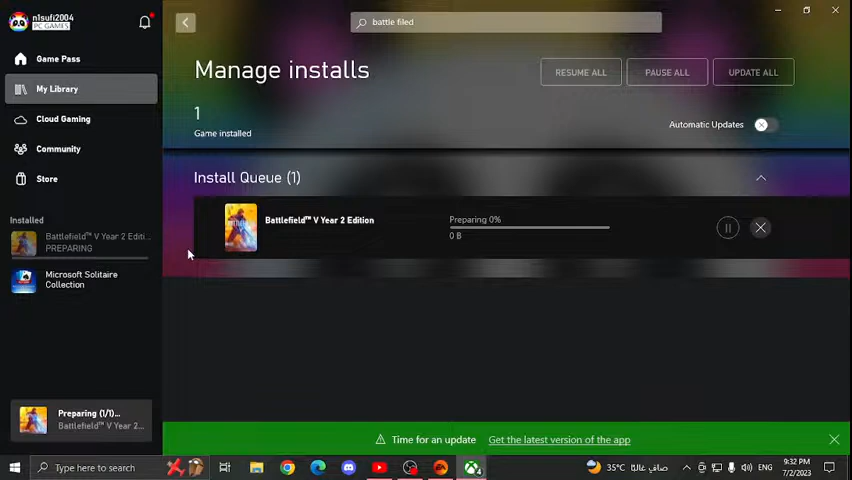 n1sufi2004
PC GAMES
battle filed
Game Pass
My Library
Cloud Gaming
Community
Store
Installed
Battlefield™ V Year 2 Editi...
PREPARING
Microsoft Solitaire
Collection
Preparing (1/1)...
Battlefield™ V Year 2...
Manage installs
RESUME ALL
PAUSE ALL
UPDATE ALL
1
Game installed
Automatic Updates
Install Queue (1)
Battlefield™ V Year 2 Edition
Preparing 0%
0 B
Time for an update
Get the latest version of the app
Type here to search
35°C
صافي غالبًا
ENG
9:32 PM
7/2/2023